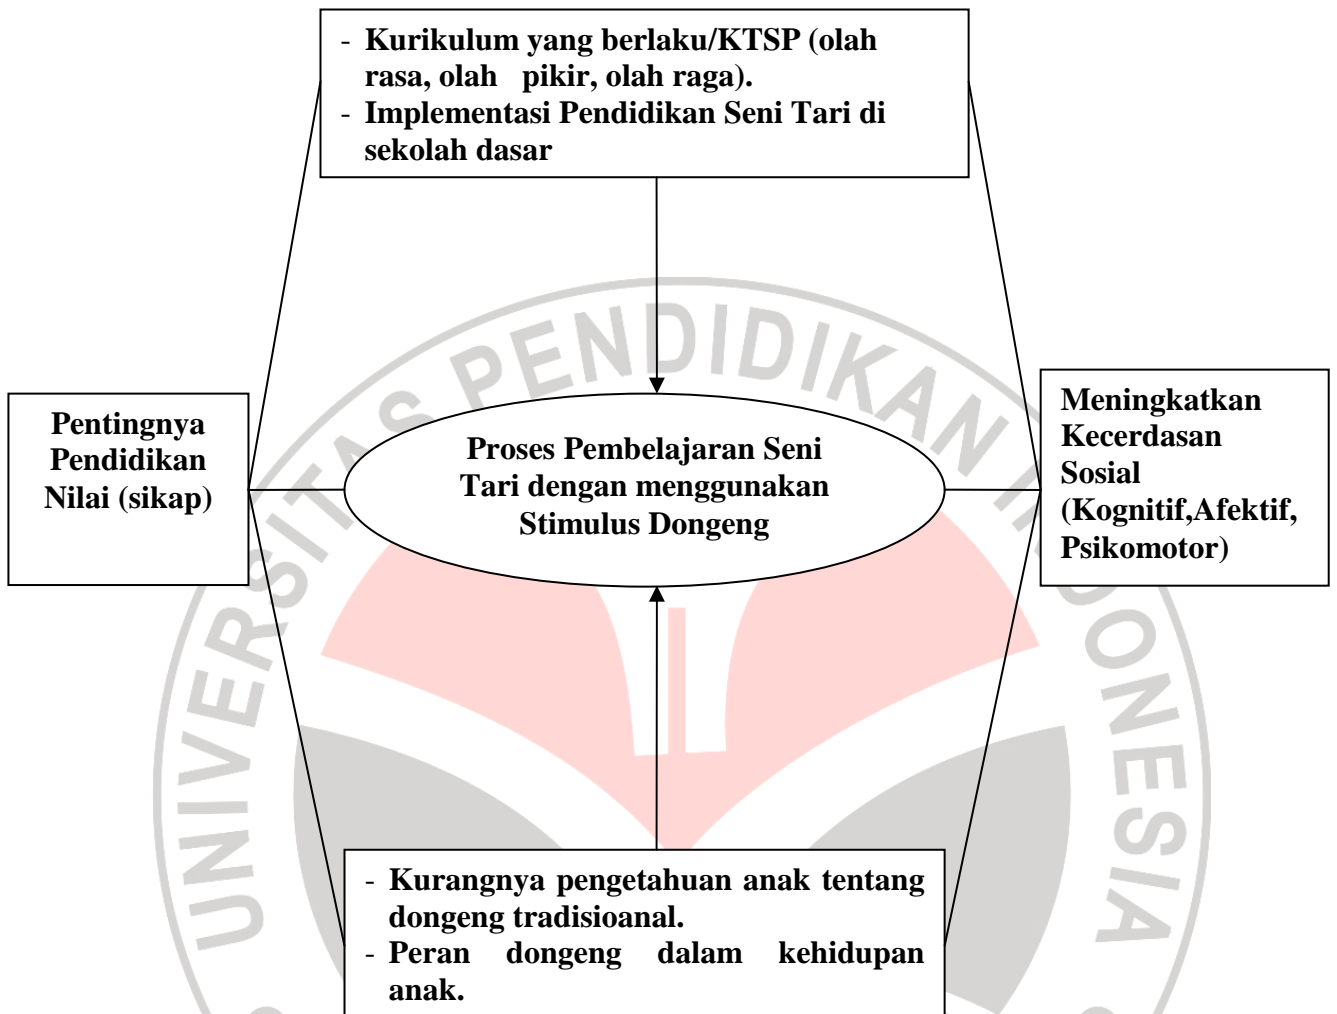 - Kurikulum yang berlaku/KTSP (olah
rasa, olah pikir, olah raga).
- Implementasi Pendidikan Seni Tari di
sekolah dasar
Pentingnya
Pendidikan
Nilai (sikap)
Proses Pembelajaran Seni
Tari dengan menggunakan
Stimulus Dongeng
Meningkatkan
Kecerdasan
Sosial
(Kognitif,Afektif,
Psikomotor)
- Kurangnya pengetahuan anak tentang
dongeng tradisioanal.
- Peran dongeng dalam kehidupan
anak.
UNIVERSITAS PENDIDIKAN INDONESIA